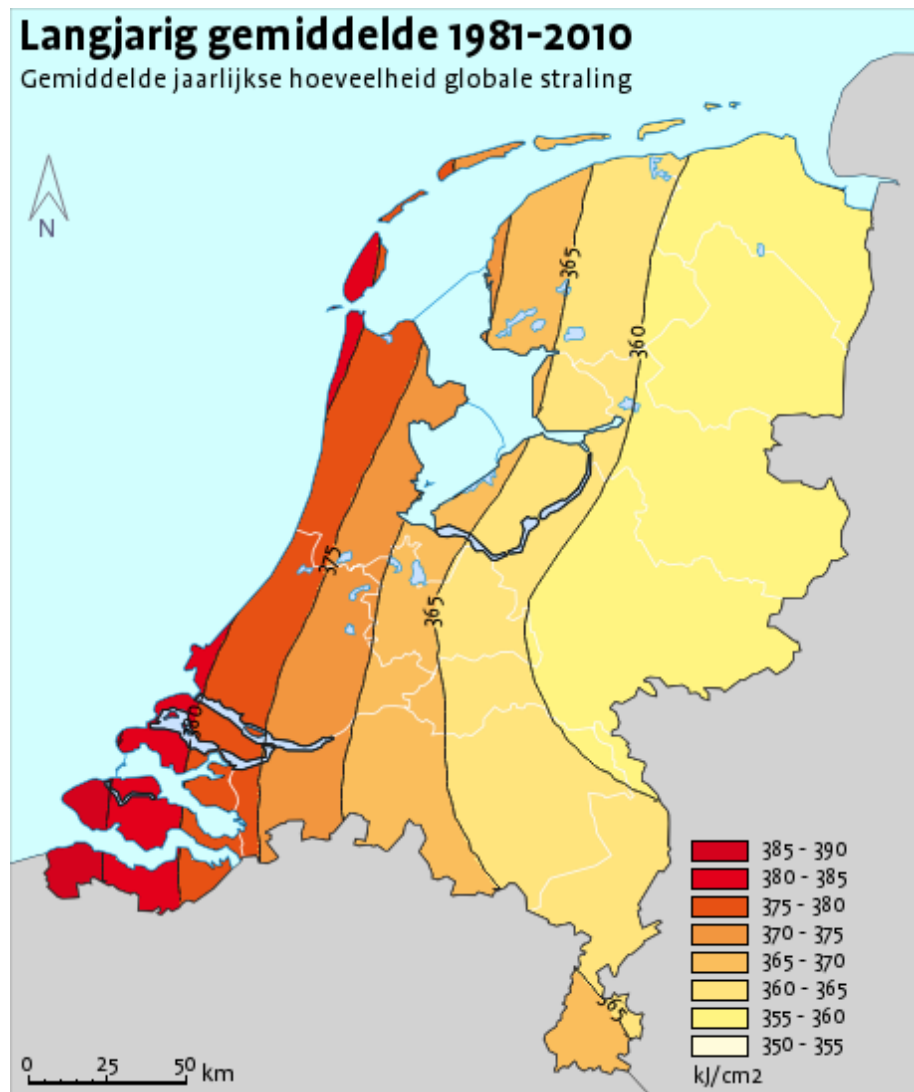 Langjarig gemiddelde 1981-2010
Gemiddelde jaarlijkse hoeveelheid globale straling
N
365
360
375
365
380
365
385 - 390
380 - 385
375 - 380
370 - 375
365 - 370
360 - 365
355 - 360
350 - 355
kJ/cm2
0 50 km